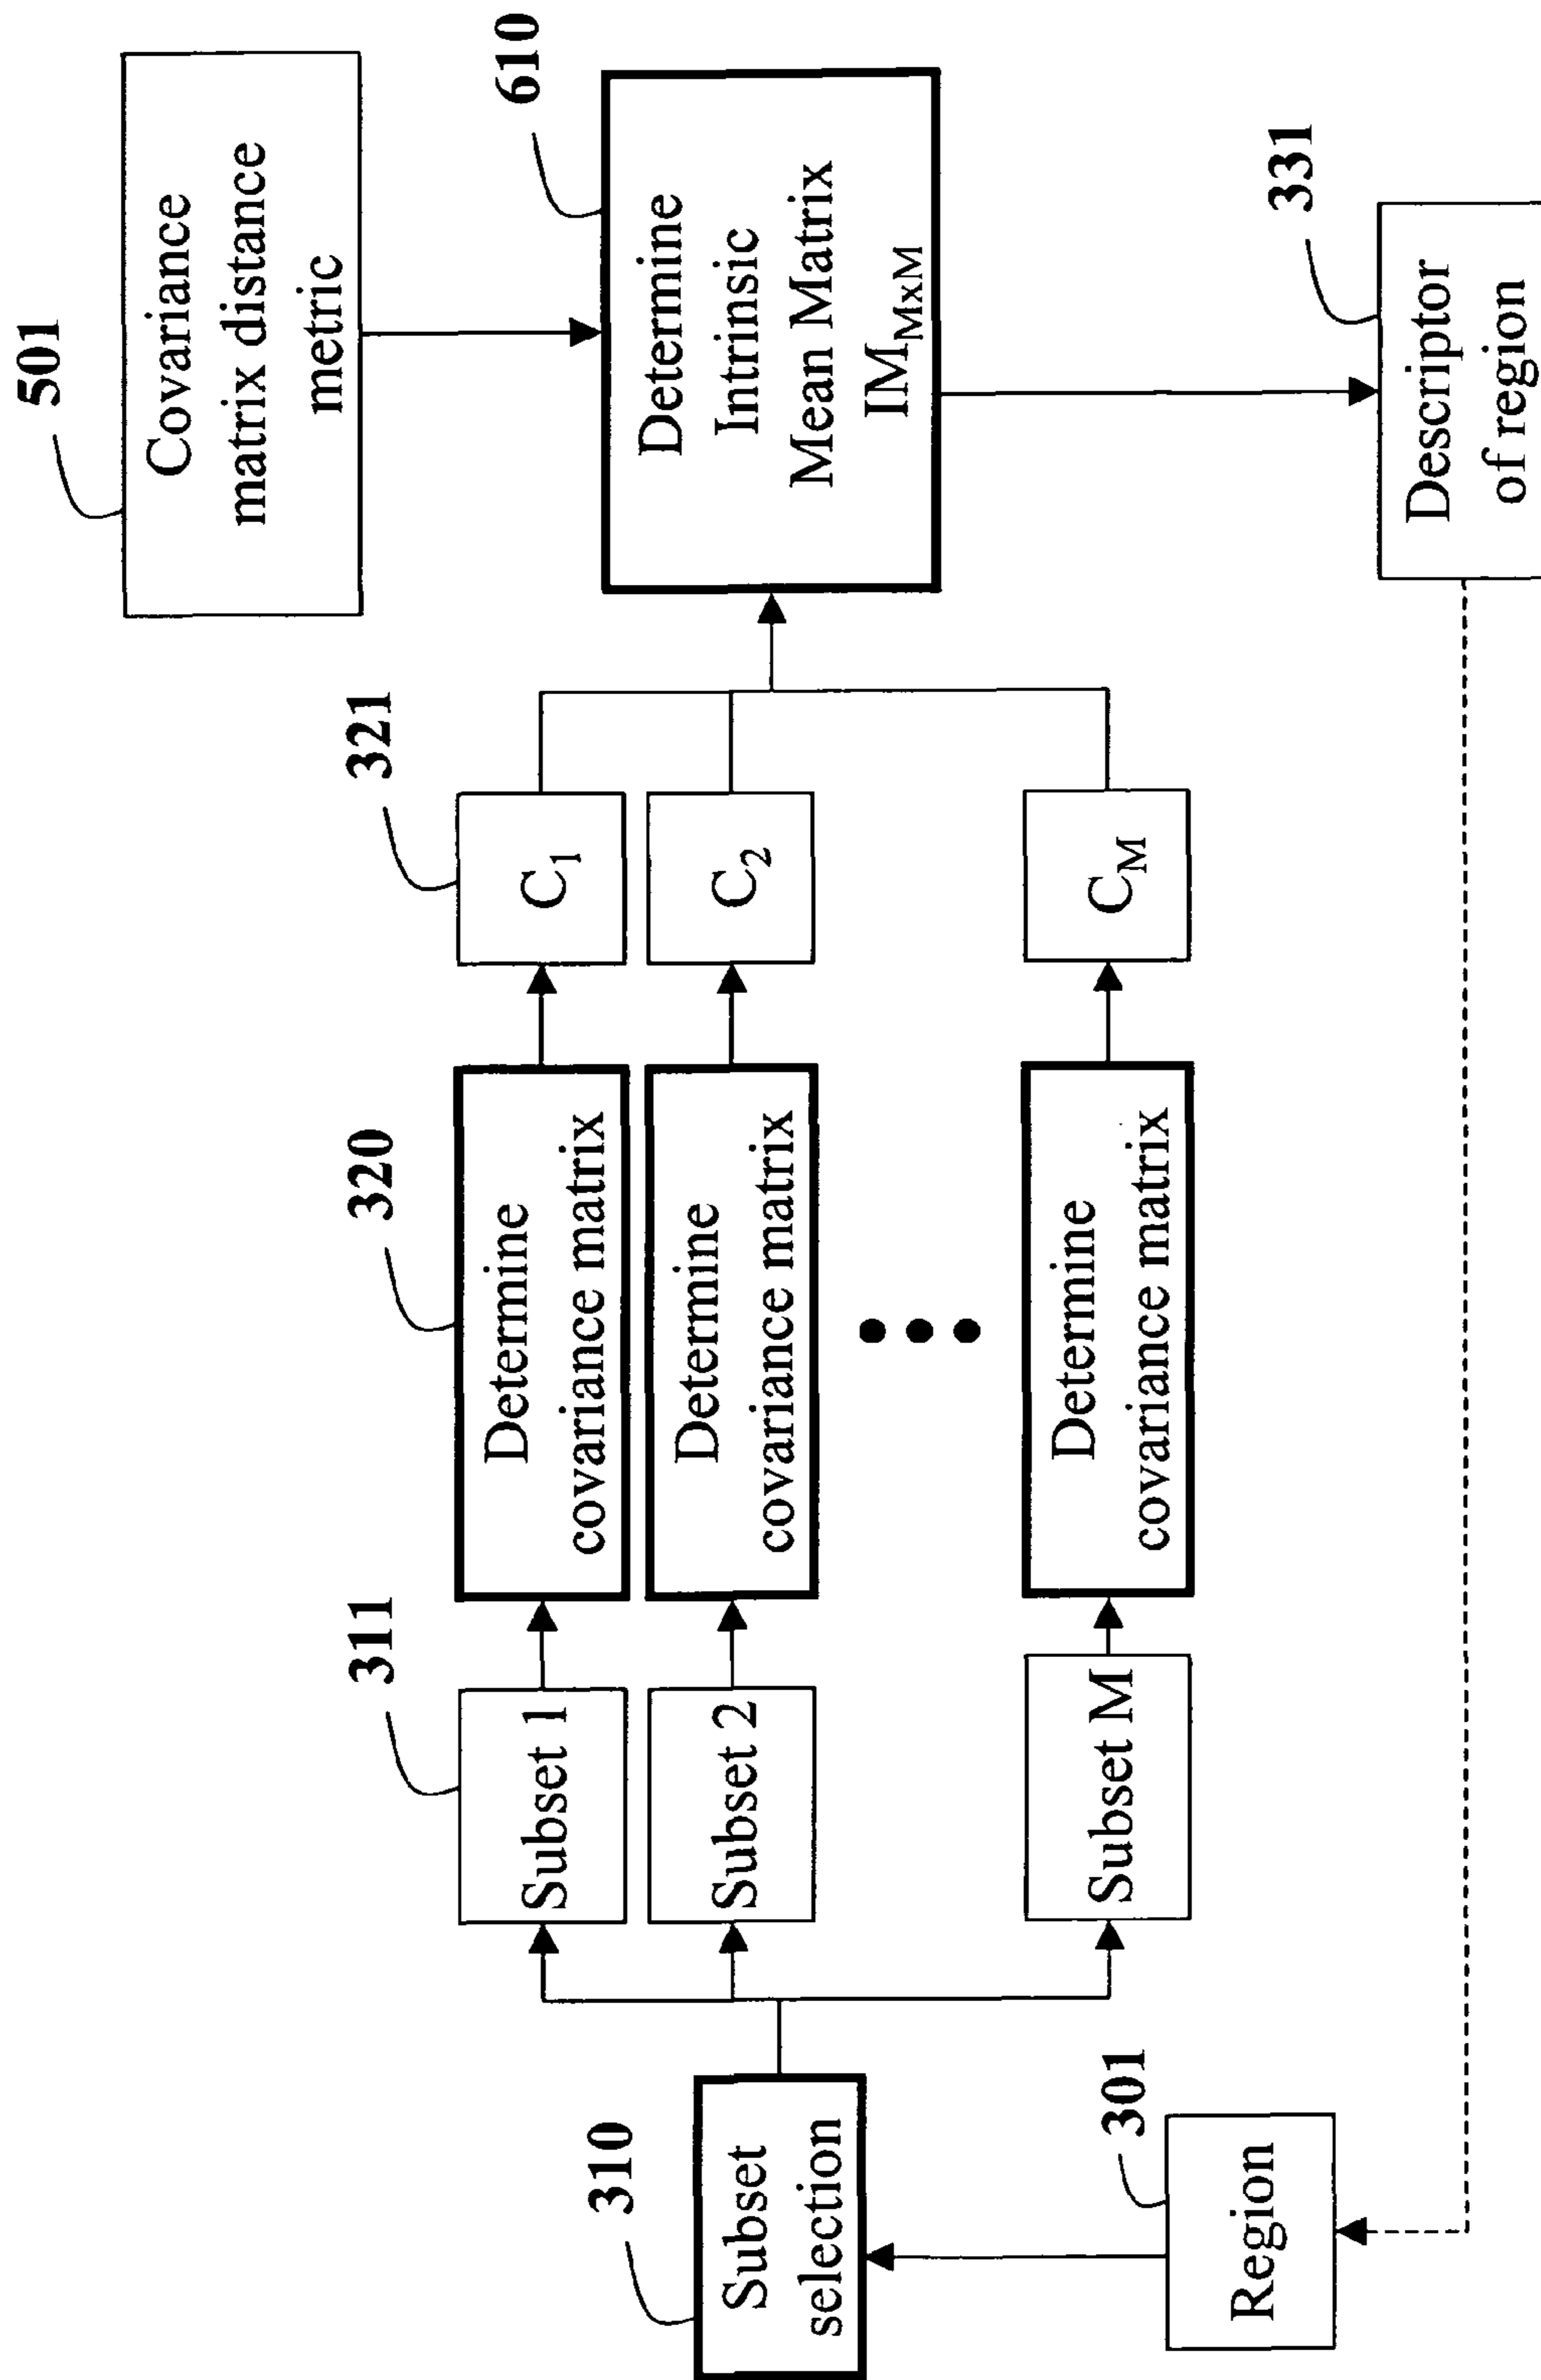 501
Covariance
matrix distance
metric
610
Determine
Intrinsic
Mean Matrix
IM_MxM
331
Descriptor
of region
321
C_1
C_2
C_M
320
Determine
covariance matrix
Determine
covariance matrix
Determine
covariance matrix
311
Subset 1
Subset 2
Subset M
310
Subset
selection
301
Region